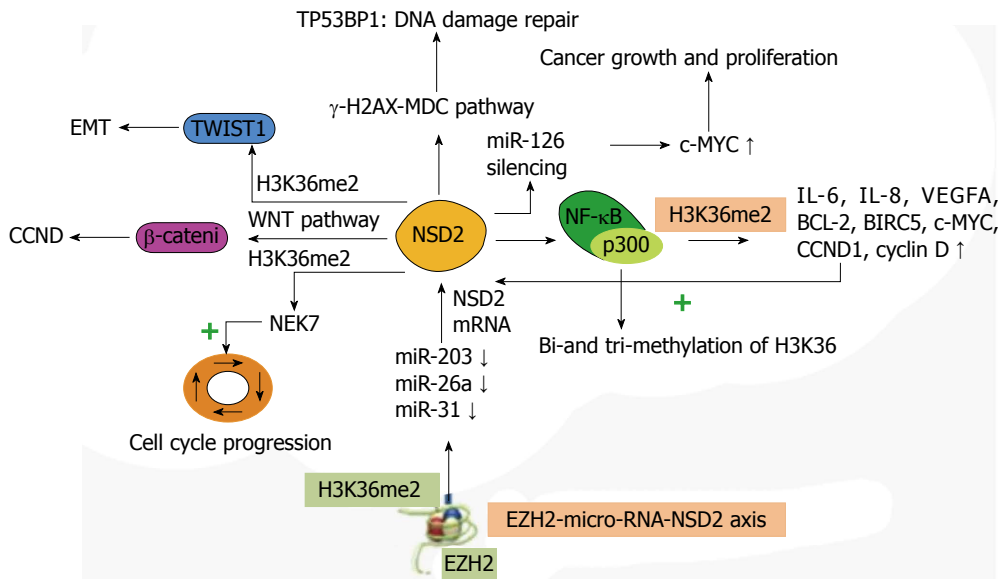 TP53BP1: DNA damage repair
Cancer growth and proliferation
γ-H2AX-MDC pathway
EMT
TWIST1
miR-126
silencing
c-MYC ↑
H3K36me2
WNT pathway
CCND
β-cateni
H3K36me2
NSD2
NF-κB
p300
H3K36me2
IL-6, IL-8, VEGFA,
BCL-2, BIRC5, c-MYC,
CCND1, cyclin D ↑
NSD2
mRNA
+
NEK7
+
Bi-and tri-methylation of H3K36
miR-203 ↓
miR-26a ↓
miR-31 ↓
Cell cycle progression
H3K36me2
EZH2-micro-RNA-NSD2 axis
EZH2